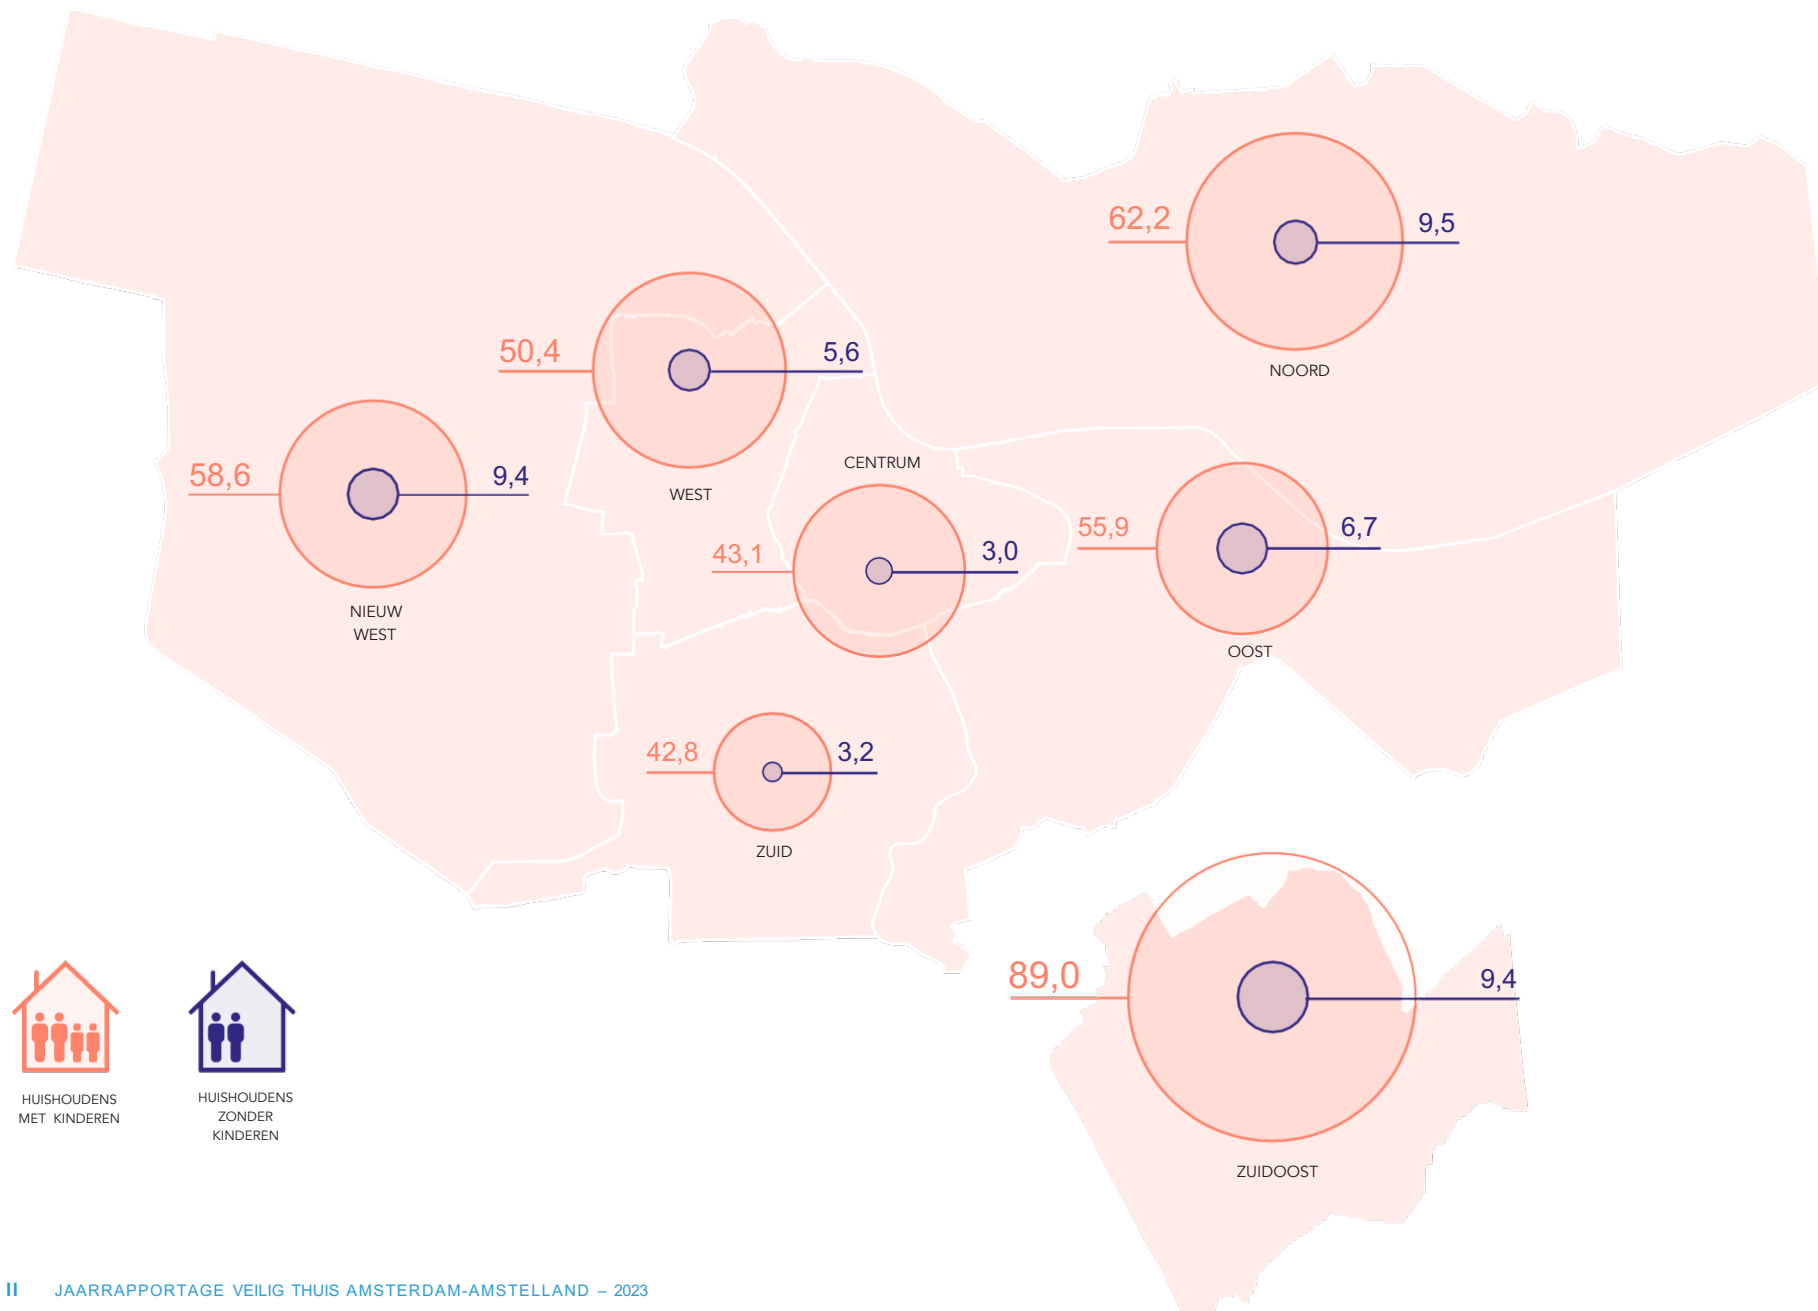 62,2
9,5
NOORD
50,4
5,6
WEST
58,6
9,4
NIEUW
WEST
CENTRUM
43,1
3,0
55,9
6,7
OOST
42,8
3,2
ZUID
89,0
9,4
ZUIDOOST
HUISHOUDENS
MET KINDEREN
HUISHOUDENS
ZONDER
KINDEREN
II JAARRAPPORTAGE VEILIG THUIS AMSTERDAM-AMSTELLAND – 2023